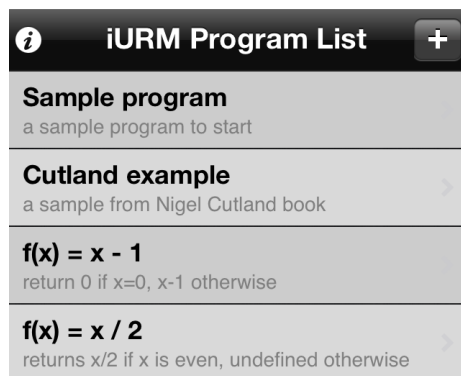 iURM Program List
Sample program
a sample program to start
Cutland example
a sample from Nigel Cutland book
f(x) = x - 1
return 0 if x=0, x-1 otherwise
f(x) = x / 2
returns x/2 if x is even, undefined otherwise